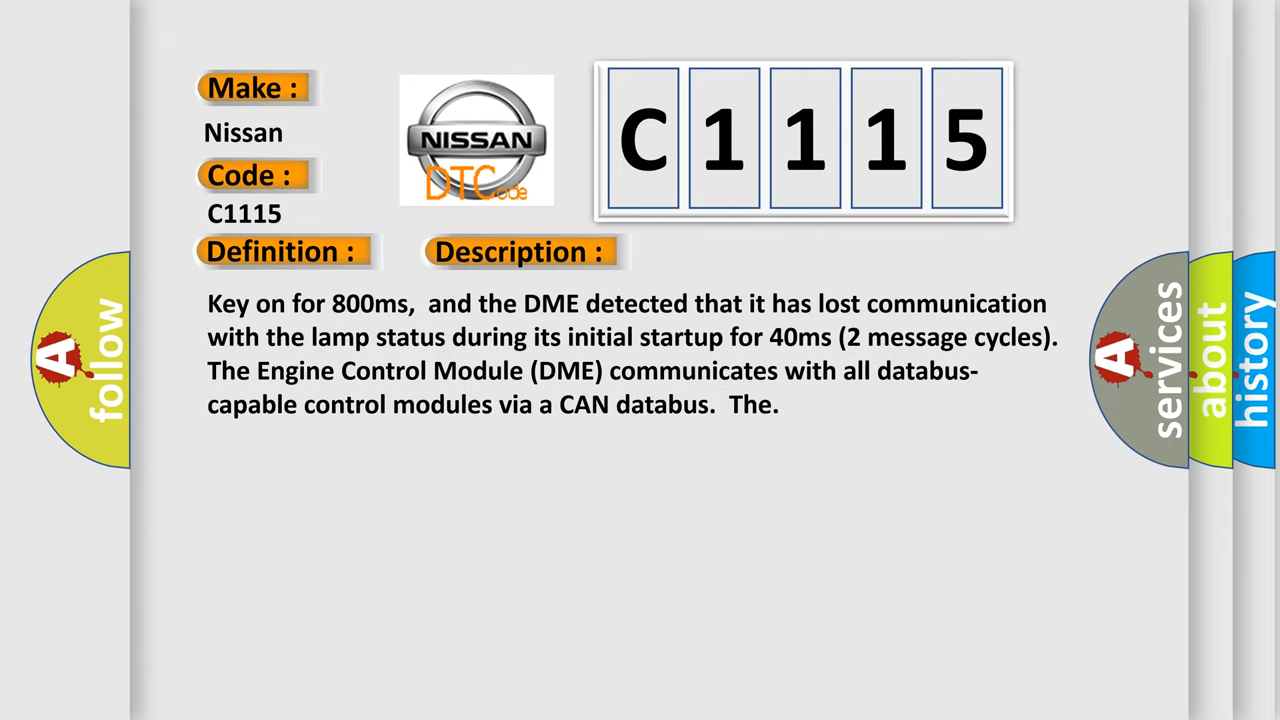 Make :
Nissan
Code :
C1115
NISSAN
DTCode
C 1 1 1 5
Definition :
Description :
Key on for 800ms,  and the DME detected that it has lost communication
with the lamp status during its initial startup for 40ms (2 message cycles).
The Engine Control Module (DME) communicates with all databus-
capable control modules via a CAN databus  The.
A follow
A services
about
history